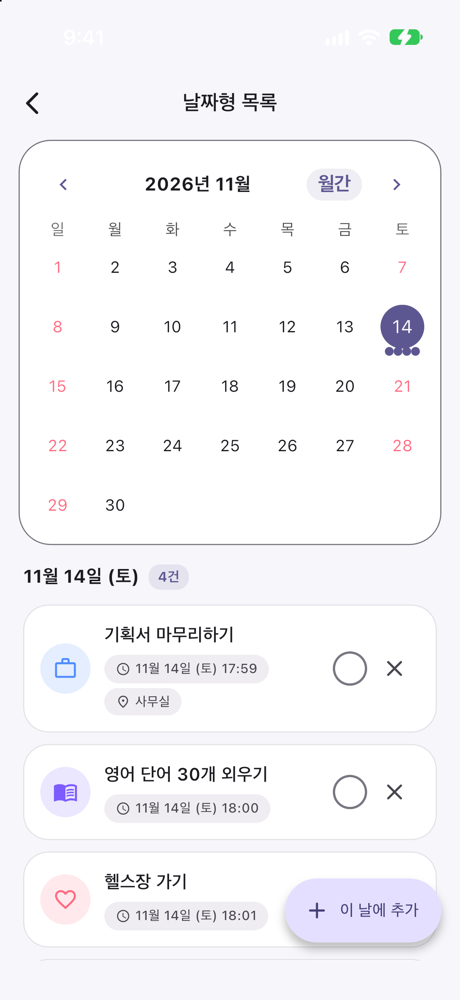 9:41
날짜형 목록
2026년 11월 월간
일 월 화 수 목 금 토
1 2 3 4 5 6 7
8 9 10 11 12 13 14
15 16 17 18 19 20 21
22 23 24 25 26 27 28
29 30
11월 14일 (토) 4건
기획서 마무리하기
11월 14일 (토) 17:59
사무실
영어 단어 30개 외우기
11월 14일 (토) 18:00
헬스장 가기
11월 14일 (토) 18:01
이 날에 추가